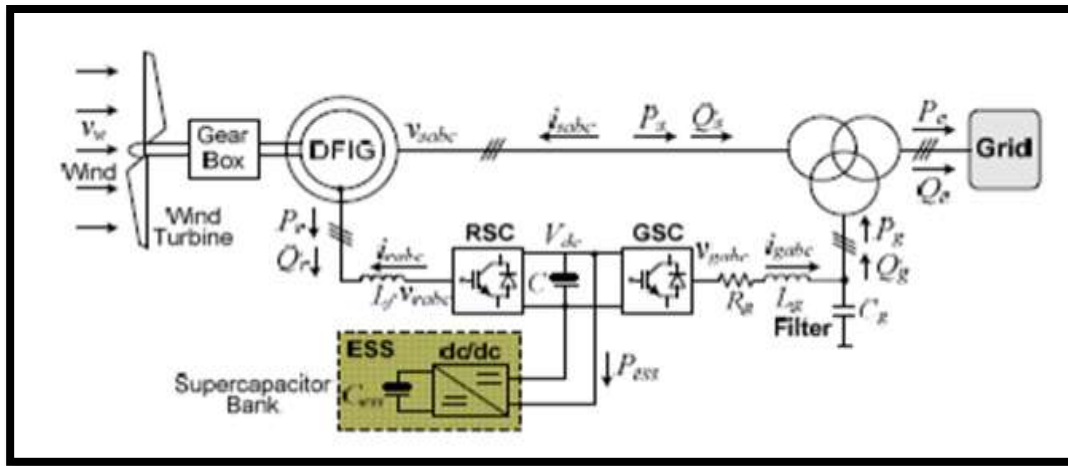 v_w
Wind
Gear
Box
DFIG
v_sabc
i_sabc
P_s
Q_s
P_e
Grid
Q_e
Wind
Turbine
P_r
Q_r
i_rabc
L_f
v_rabc
RSC
V_dc
C
GSC
v_gabc
i_gabc
R_g
L_g
Filter
P_g
Q_g
C_g
ESS
dc/dc
C_ess
P_ess
Supercapacitor
Bank